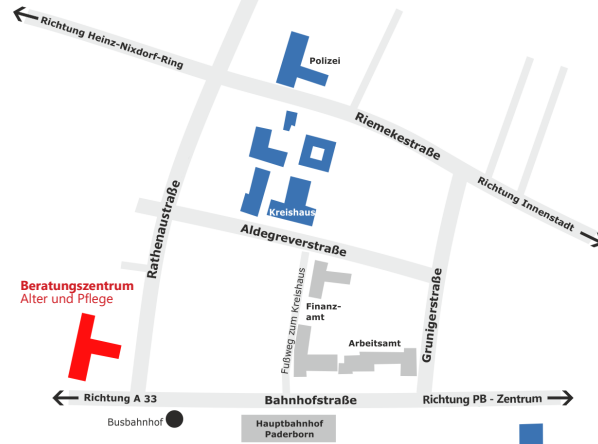 Richtung Heinz-Nixdorf-Ring
Polizei
Riemekestraße
Richtung Innenstadt
Kreishaus
Rathenaustraße
Aldegreverstraße
Beratungszentrum
Alter und Pflege
Fußweg zum Kreishaus
Finanz-
amt
Arbeitsamt
Grunigerstraße
Richtung A 33
Bahnhofstraße
Richtung PB - Zentrum
Busbahnhof
Hauptbahnhof
Paderborn